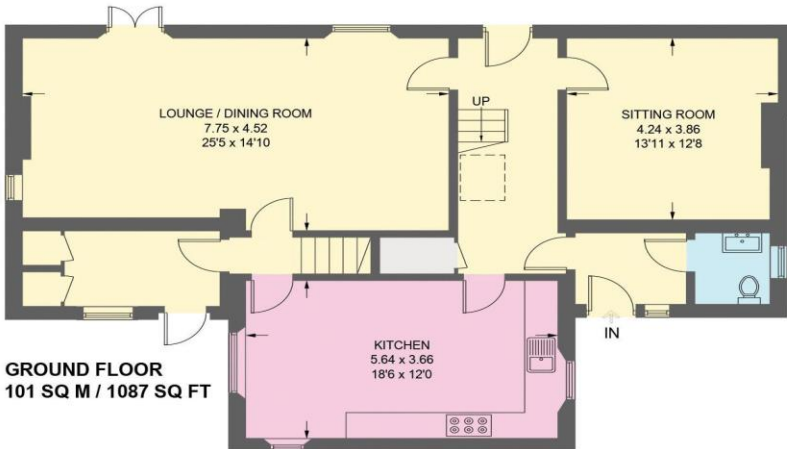 LOUNGE / DINING ROOM
7.75 x 4.52
25'5 x 14'10
UP
SITTING ROOM
4.24 x 3.86
13'11 x 12'8
KITCHEN
5.64 x 3.66
18'6 x 12'0
IN
GROUND FLOOR
101 SQ M / 1087 SQ FT